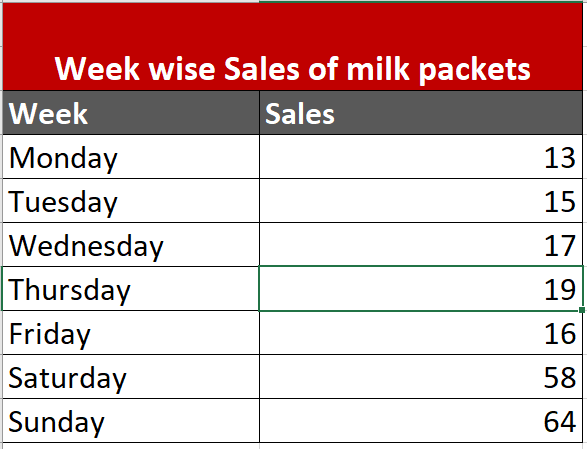 Week wise Sales of milk packets
Week Sales
Monday 13
Tuesday 15
Wednesday 17
Thursday 19
Friday 16
Saturday 58
Sunday 64